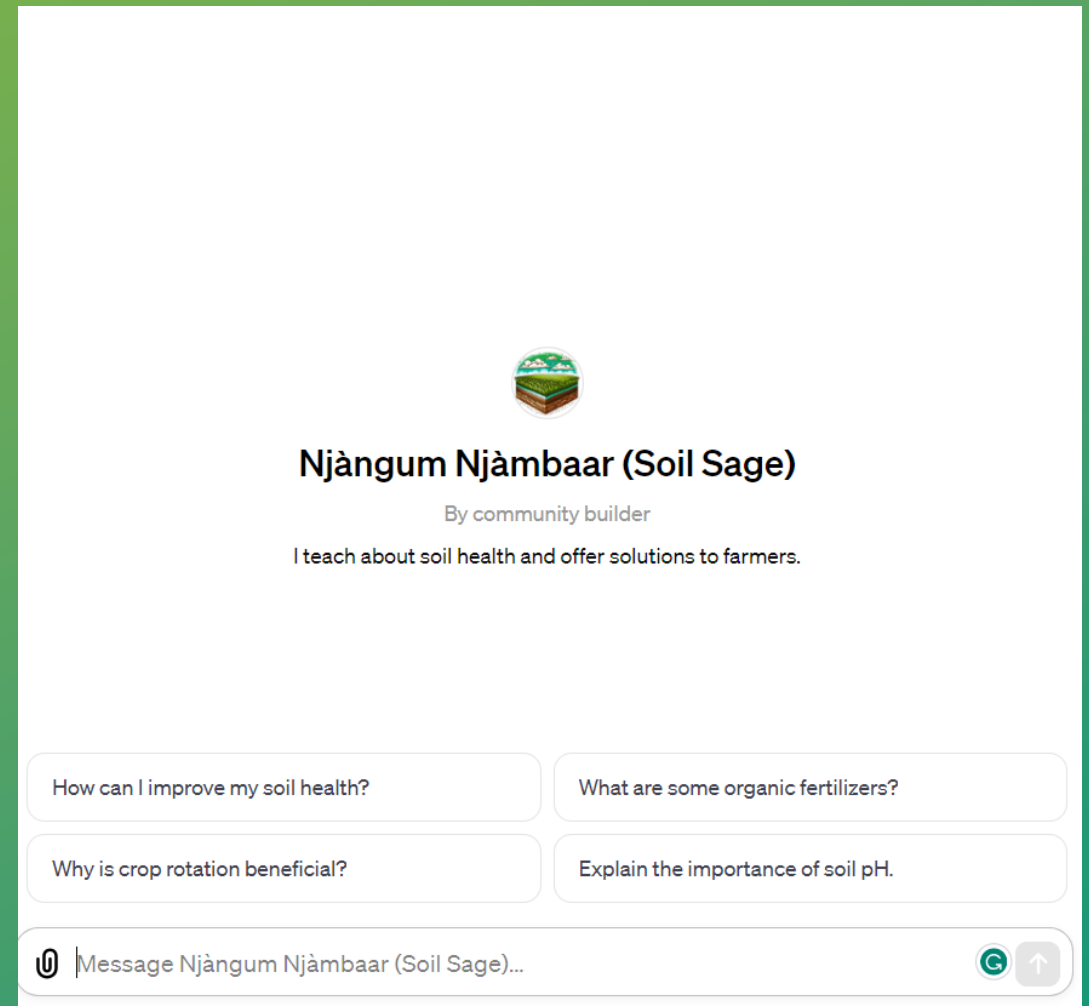 Njàngum Njàmbaar (Soil Sage)
By community builder
I teach about soil health and offer solutions to farmers.
How can I improve my soil health?
What are some organic fertilizers?
Why is crop rotation beneficial?
Explain the importance of soil pH.
Message Njàngum Njàmbaar (Soil Sage)...